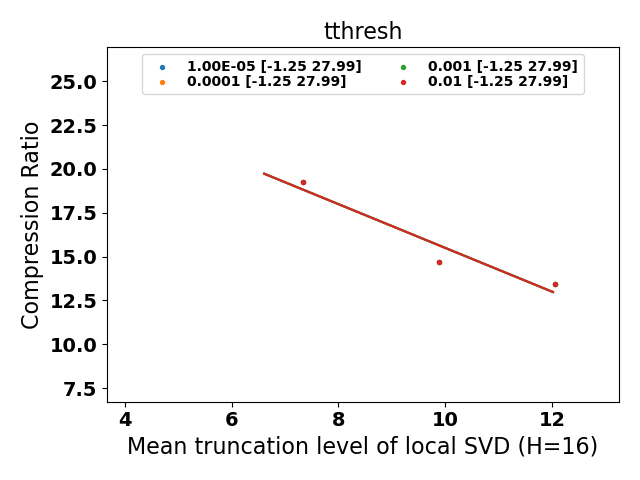 tthresh
1.00E-05 [-1.25 27.99]
0.0001 [-1.25 27.99]
0.001 [-1.25 27.99]
0.01 [-1.25 27.99]
Compression Ratio
25.0
22.5
20.0
17.5
15.0
12.5
10.0
7.5
4 6 8 10 12
Mean truncation level of local SVD (H=16)